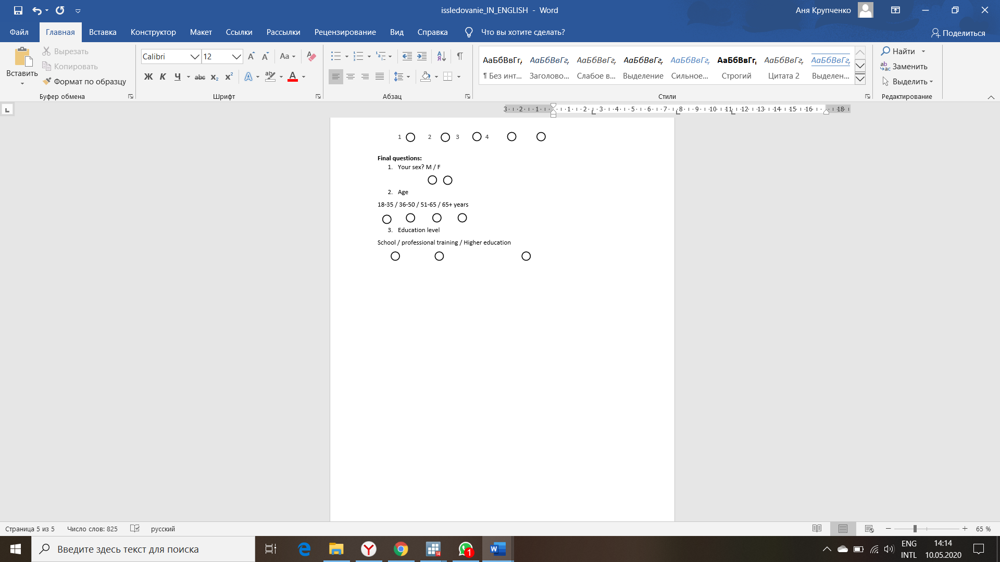 issledovanie_IN_ENGLISH - Word
Аня Крупченко
Файл Главная Вставка Конструктор Макет Ссылки Рассылки Рецензирование Вид Справка Что вы хотите сделать? Поделиться
Вставить
Вырезать
Копировать
Формат по образцу
Буфер обмена
Calibri 12
Aa
Ж К Ч abc x₂ x² A ab A
Шрифт
Абзац
АаБбВвГг, АаБбВвГг, АаБбВвГг, АаБбВвГг, АаБбВвГг, АаБбВвГг, АаБбВвГг, АаБбВвГг,
¶ Без инт... Заголово... Слабое в... Выделение Сильное... Строгий Цитата 2 Выделен...
Стили
Найти
Заменить
Выделить
Редактирование
3 2 1 1 2 3 4 5 6 7 8 9 10 11 12 13 14 15 16 18
1 2 3 4
Final questions:
1. Your sex? M / F
2. Age
18-35 / 36-50 / 51-65 / 65+ years
3. Education level
School / professional training / Higher education
Страница 5 из 5 Число слов: 825 русский 65 %
Введите здесь текст для поиска
14
1
ENG
INTL
14:14
10.05.2020